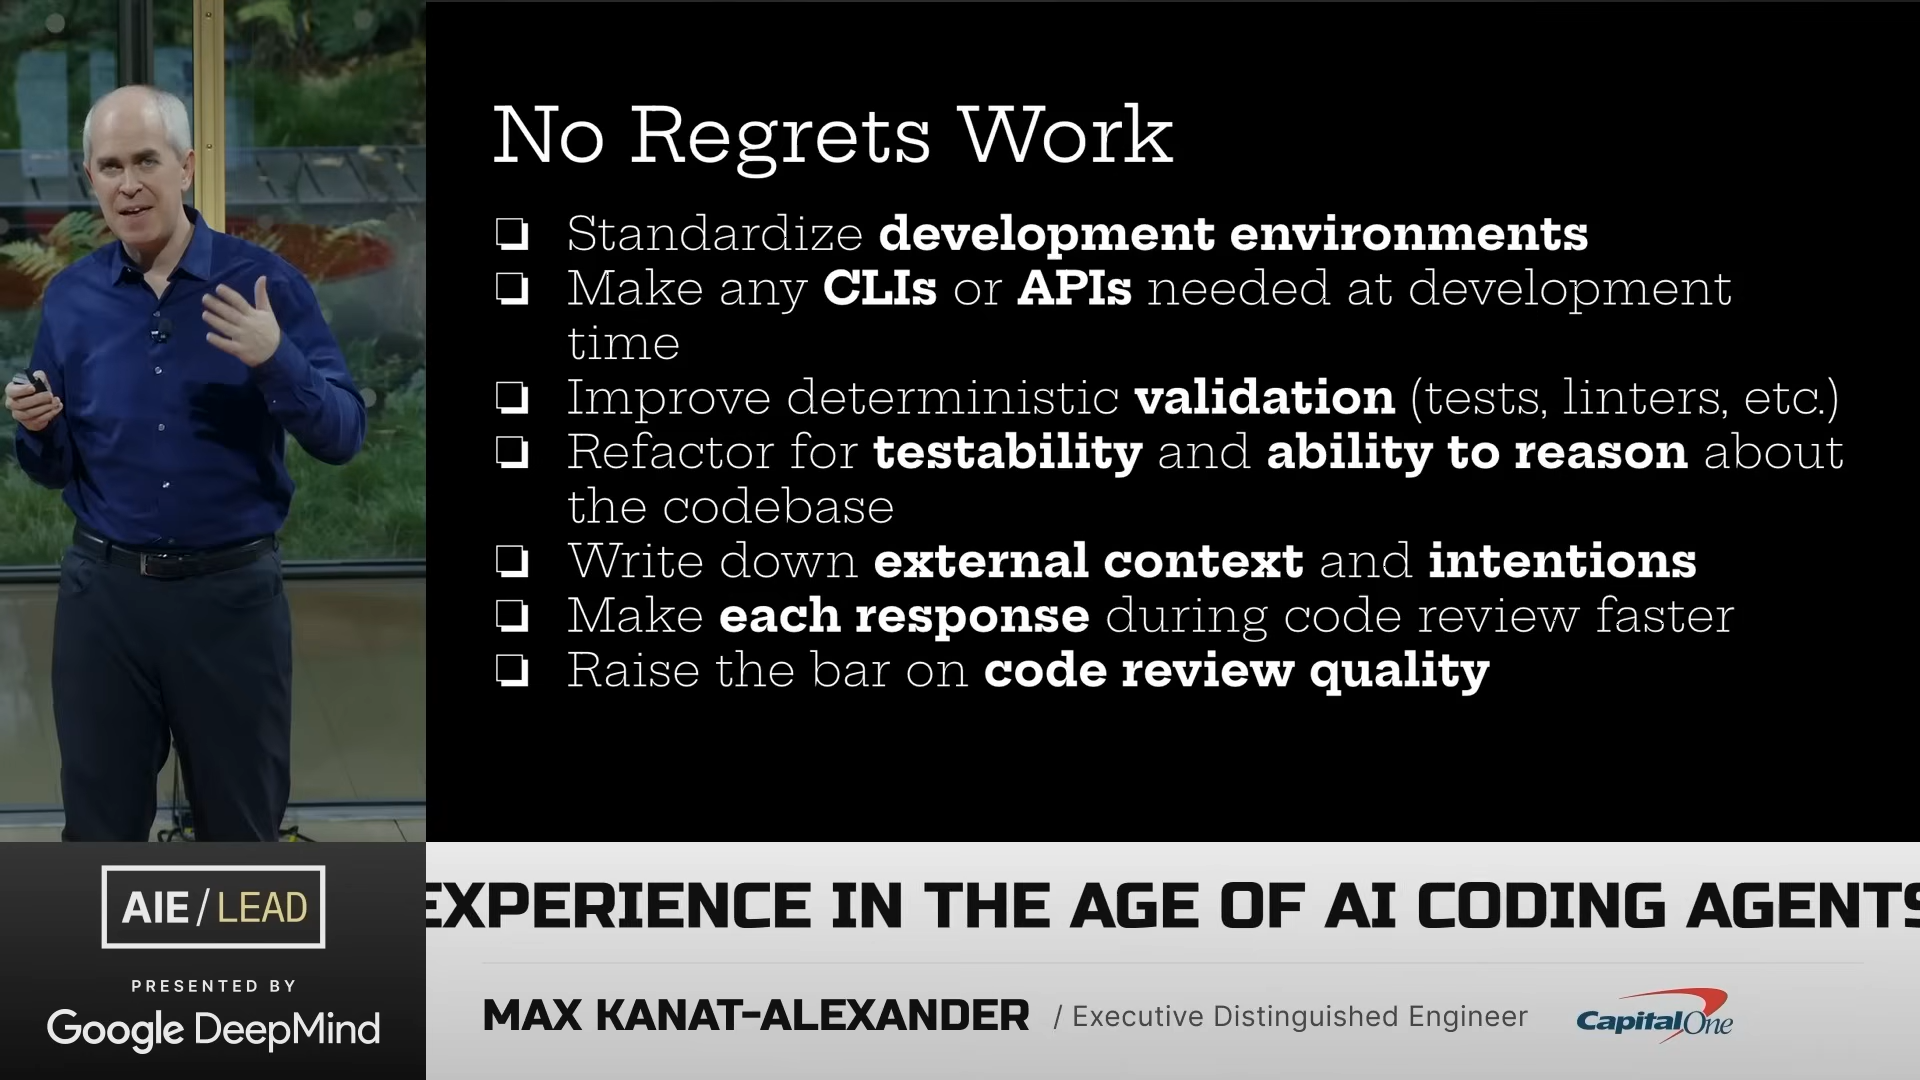 No Regrets Work
❏ Standardize development environments
❏ Make any CLIs or APIs needed at development
time
❏ Improve deterministic validation (tests, linters, etc.)
❏ Refactor for testability and ability to reason about
the codebase
❏ Write down external context and intentions
❏ Make each response during code review faster
❏ Raise the bar on code review quality
AIE/LEAD
PRESENTED BY
Google DeepMind
EXPERIENCE IN THE AGE OF AI CODING AGENTS
MAX KANAT-ALEXANDER / Executive Distinguished Engineer
CapitalOne